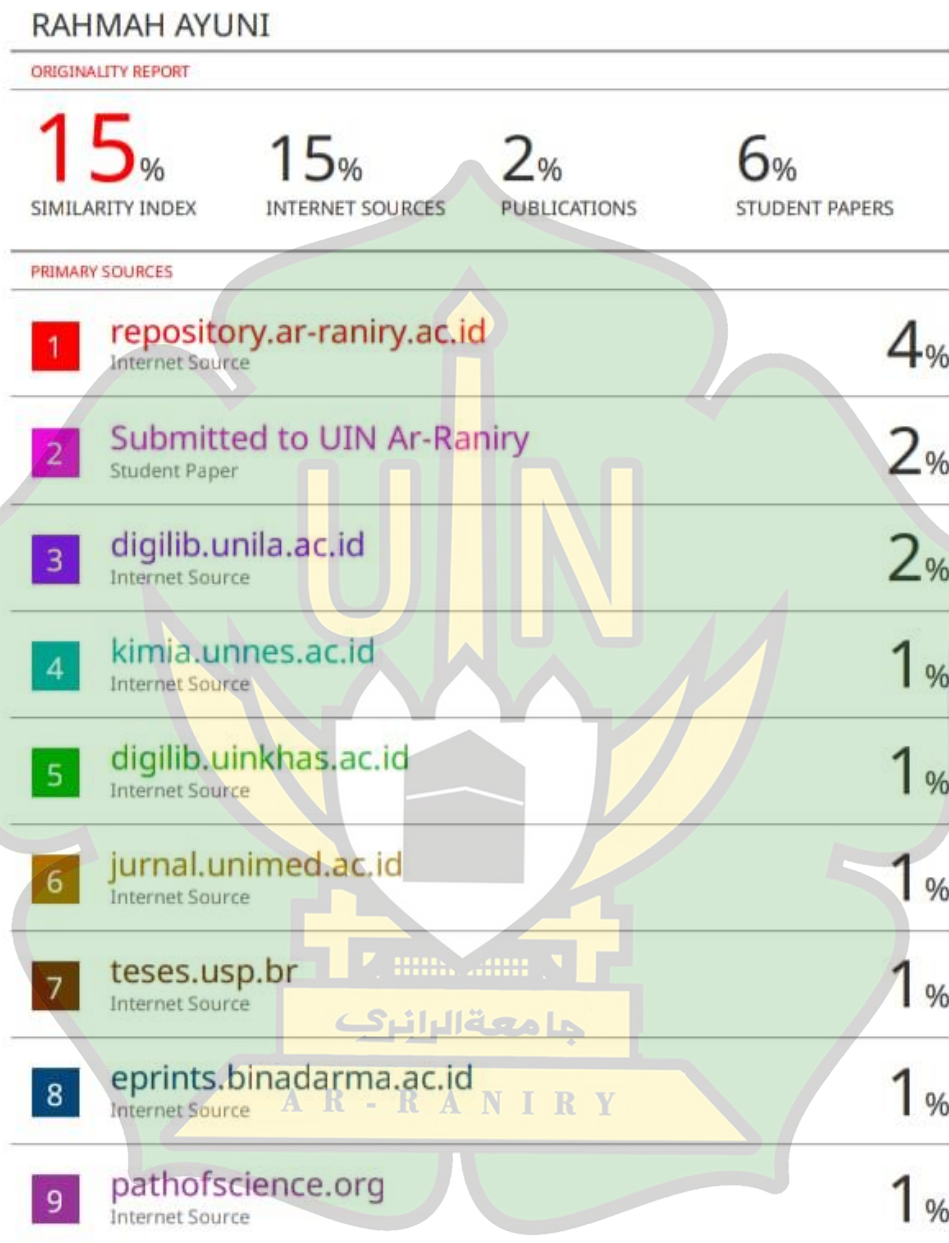 RAHMAH AYUNI
ORIGINALITY REPORT
15% 15% 2% 6%
SIMILARITY INDEX INTERNET SOURCES PUBLICATIONS STUDENT PAPERS
PRIMARY SOURCES
1 repository.ar-raniry.ac.id 4%
Internet Source
2 Submitted to UIN Ar-Raniry 2%
Student Paper
3 digilib.unila.ac.id 2%
Internet Source
4 kimia.unnes.ac.id 1%
Internet Source
5 digilib.uinkhas.ac.id 1%
Internet Source
6 jurnal.unimed.ac.id 1%
Internet Source
7 teses.usp.br 1%
Internet Source
8 eprints.binadarma.ac.id 1%
Internet Source
9 pathofscience.org 1%
Internet Source
UIN
جامعةالرانري
AR-RANIRY